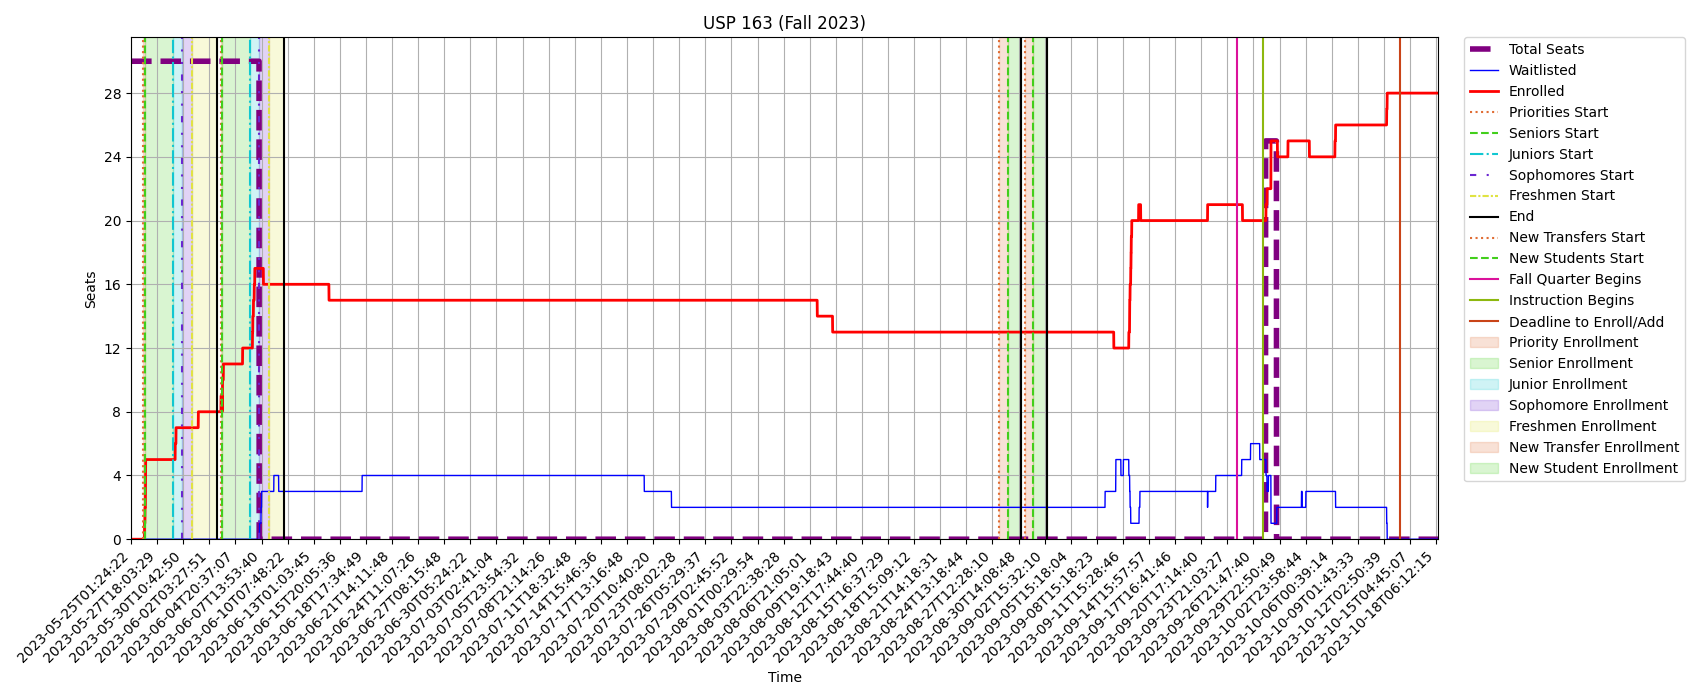 USP 163 (Fall 2023)
Seats
28
24
20
16
12
8
4
0
2023-05-25T01:24:22
2023-05-27T18:03:29
2023-05-30T10:42:50
2023-06-02T03:27:51
2023-06-04T20:37:07
2023-06-07T13:53:40
2023-06-10T07:48:22
2023-06-13T01:03:45
2023-06-15T20:05:36
2023-06-18T17:34:49
2023-06-21T14:11:48
2023-06-24T11:07:26
2023-06-27T08:15:48
2023-06-30T05:24:22
2023-07-03T02:41:04
2023-07-05T23:54:32
2023-07-08T21:14:26
2023-07-11T18:32:48
2023-07-14T15:46:36
2023-07-17T13:16:48
2023-07-20T10:40:20
2023-07-23T08:02:28
2023-07-26T05:29:37
2023-07-29T02:45:52
2023-08-01T00:29:54
2023-08-03T22:38:28
2023-08-06T21:05:01
2023-08-09T19:18:43
2023-08-12T17:44:40
2023-08-15T16:37:29
2023-08-18T15:09:12
2023-08-21T14:18:31
2023-08-24T13:18:44
2023-08-27T12:28:10
2023-08-30T14:08:48
2023-09-02T15:32:10
2023-09-05T15:18:04
2023-09-08T15:18:23
2023-09-11T15:28:46
2023-09-14T15:57:57
2023-09-17T16:41:46
2023-09-20T17:14:40
2023-09-23T21:03:27
2023-09-26T21:47:40
2023-09-29T22:50:49
2023-10-02T23:58:44
2023-10-06T00:39:14
2023-10-09T01:43:33
2023-10-12T02:50:39
2023-10-15T04:45:07
2023-10-18T06:12:15
Time
Total Seats
Waitlisted
Enrolled
Priorities Start
Seniors Start
Juniors Start
Sophomores Start
Freshmen Start
End
New Transfers Start
New Students Start
Fall Quarter Begins
Instruction Begins
Deadline to Enroll/Add
Priority Enrollment
Senior Enrollment
Junior Enrollment
Sophomore Enrollment
Freshmen Enrollment
New Transfer Enrollment
New Student Enrollment